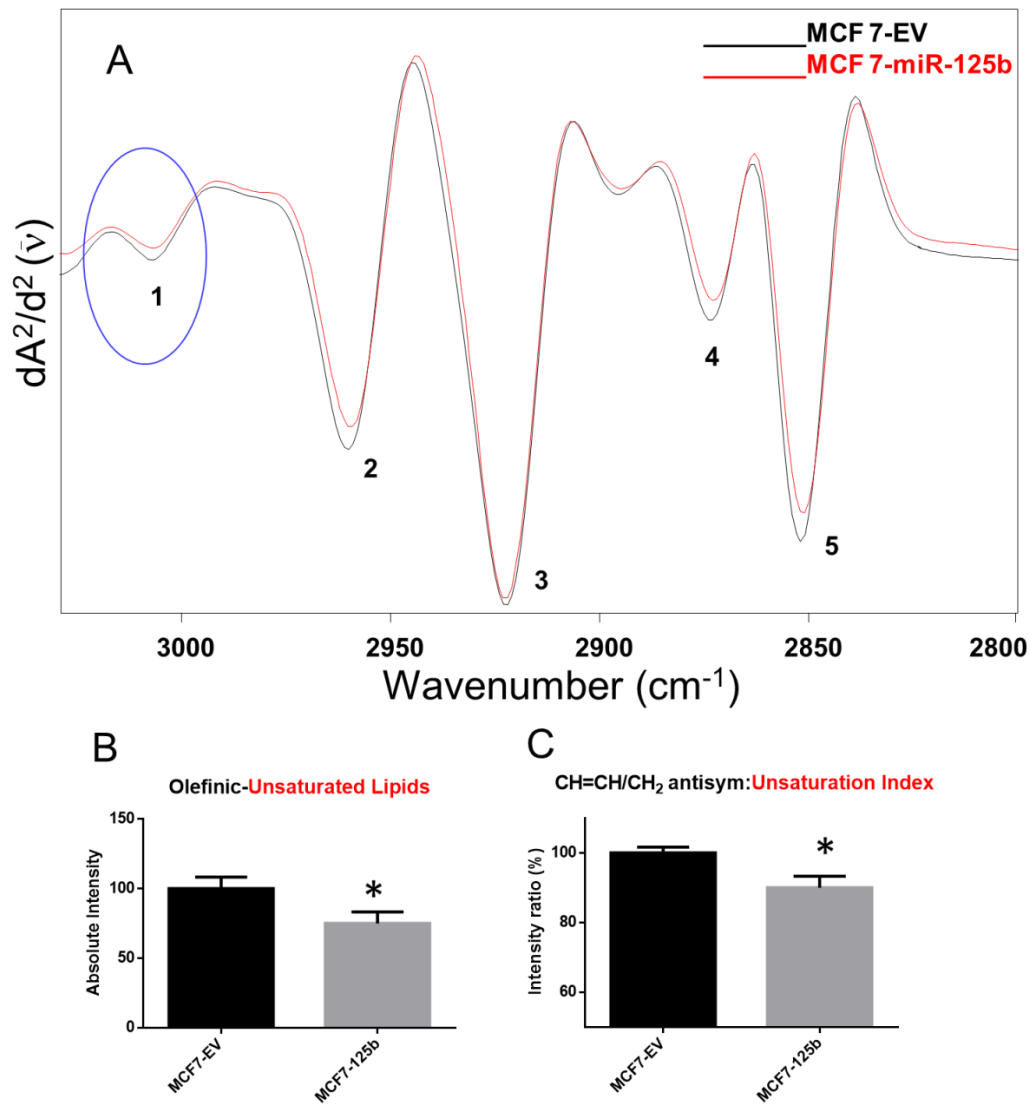 A
MCF 7-EV
MCF 7-miR-125b
dA²/d² (ν̄)
1
2
3
4
5
3000 2950 2900 2850 2800
Wavenumber (cm⁻¹)
B
Olefinic-Unsaturated Lipids
Absolute Intensity
150
100
50
0
*
MCF7-EV
MCF7-125b
C
CH=CH/CH₂ antisym:Unsaturation Index
Intensity ratio (%)
100
80
60
*
MCF7-EV
MCF7-125b